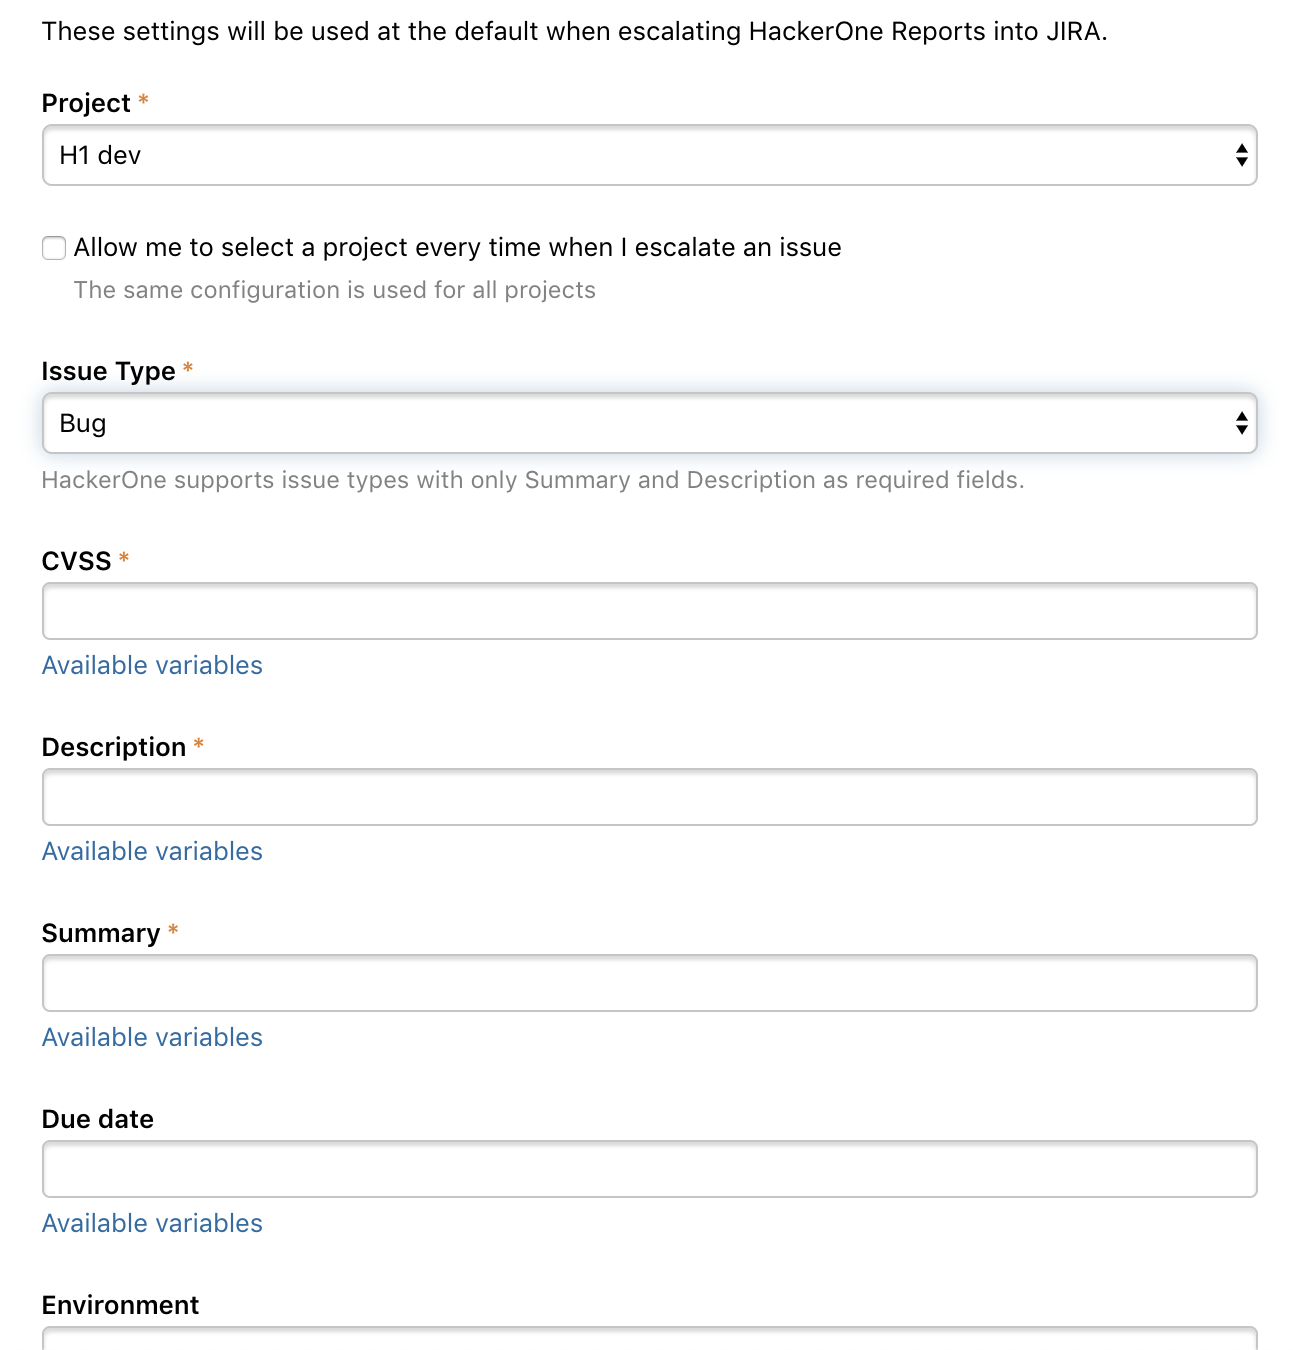 These settings will be used at the default when escalating HackerOne Reports into JIRA.
Project *
H1 dev
Allow me to select a project every time when I escalate an issue
The same configuration is used for all projects
Issue Type *
Bug
HackerOne supports issue types with only Summary and Description as required fields.
CVSS *
Available variables
Description *
Available variables
Summary *
Available variables
Due date
Available variables
Environment